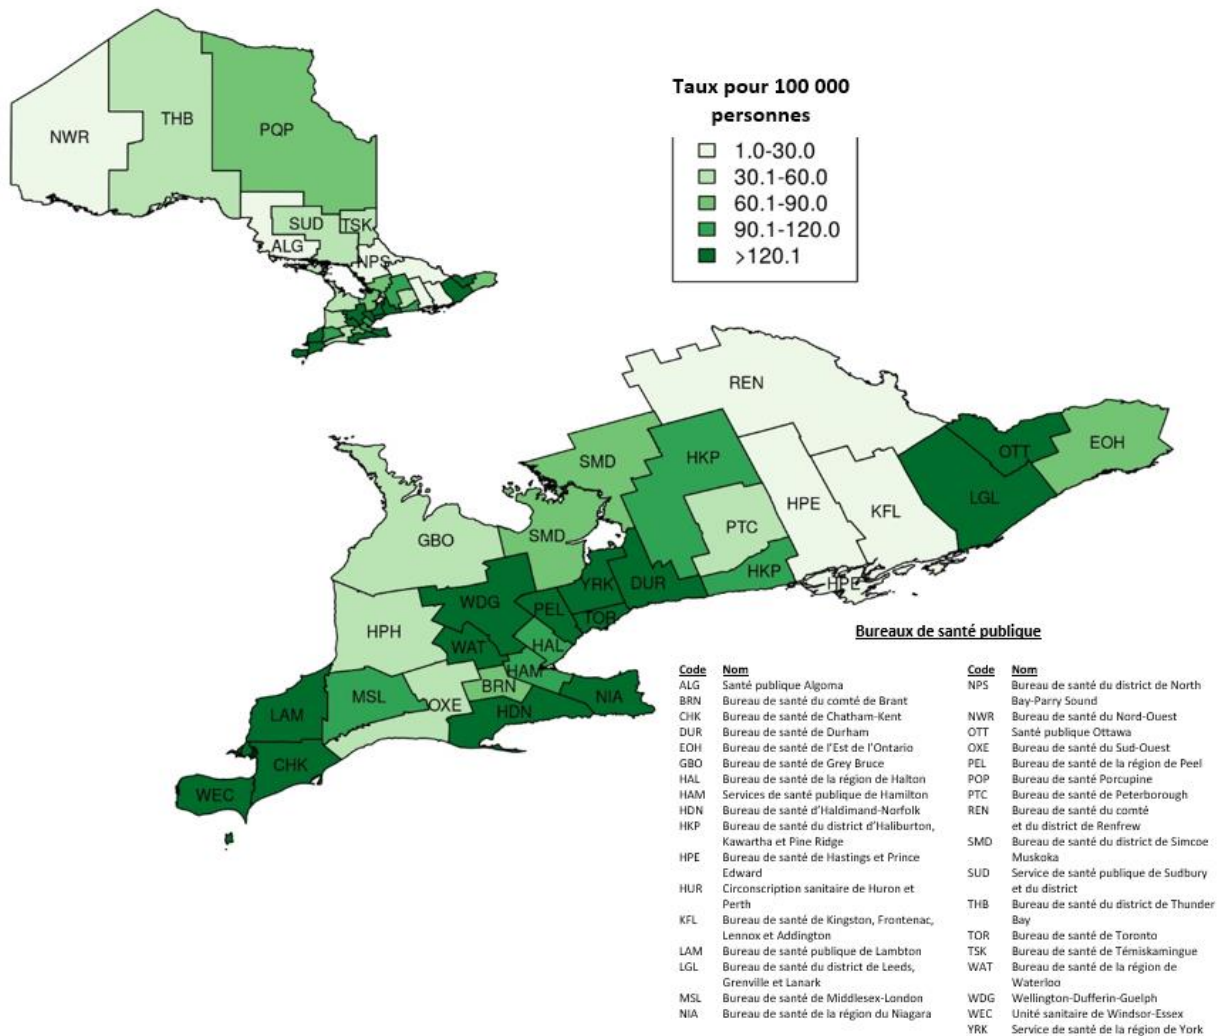 Taux pour 100 000
personnes
1.0-30.0
30.1-60.0
60.1-90.0
90.1-120.0
>120.1
NWR
THB
PQP
SUD
TSK
ALG
NPS
REN
SMD
HKP
OTT
EOH
HPE
KFL
LGL
PTC
GBO
SMD
HKP
HPE
YRK
DUR
WDG
PEL
TOR
HPH
WAT
HAL
HAM
MSL
BRN
NIA
LAM
OXE
HDN
CHK
WEC
Bureaux de santé publique
Code Nom
ALG Santé publique Algoma
BRN Bureau de santé du comté de Brant
CHK Bureau de santé de Chatham-Kent
DUR Bureau de santé de Durham
EOH Bureau de santé de l'Est de l'Ontario
GBO Bureau de santé de Grey Bruce
HAL Bureau de santé de la région de Halton
HAM Services de santé publique de Hamilton
HDN Bureau de santé d'Haldimand-Norfolk
HKP Bureau de santé du district d'Haliburton,
Kawartha et Pine Ridge
HPE Bureau de santé de Hastings et Prince
Edward
HUR Circonscription sanitaire de Huron et
Perth
KFL Bureau de santé de Kingston, Frontenac,
Lennox et Addington
LAM Bureau de santé publique de Lambton
LGL Bureau de santé du district de Leeds,
Grenville et Lanark
MSL Bureau de santé de Middlesex-London
NIA Bureau de santé de la région du Niagara
Code Nom
NPS Bureau de santé du district de North
Bay-Parry Sound
NWR Bureau de santé du Nord-Ouest
OTT Santé publique Ottawa
OXE Bureau de santé du Sud-Ouest
PEL Bureau de santé de la région de Peel
POP Bureau de santé Porcupine
PTC Bureau de santé de Peterborough
REN Bureau de santé du comté
et du district de Renfrew
SMD Bureau de santé du district de Simcoe
Muskoka
SUD Service de santé publique de Sudbury
et du district
THB Bureau de santé du district de Thunder
Bay
TOR Bureau de santé de Toronto
TSK Bureau de santé de Témiskamingue
WAT Bureau de santé de la région de
Waterloo
WDG Wellington-Dufferin-Guelph
WEC Unité sanitaire de Windsor-Essex
YRK Service de santé de la région de York